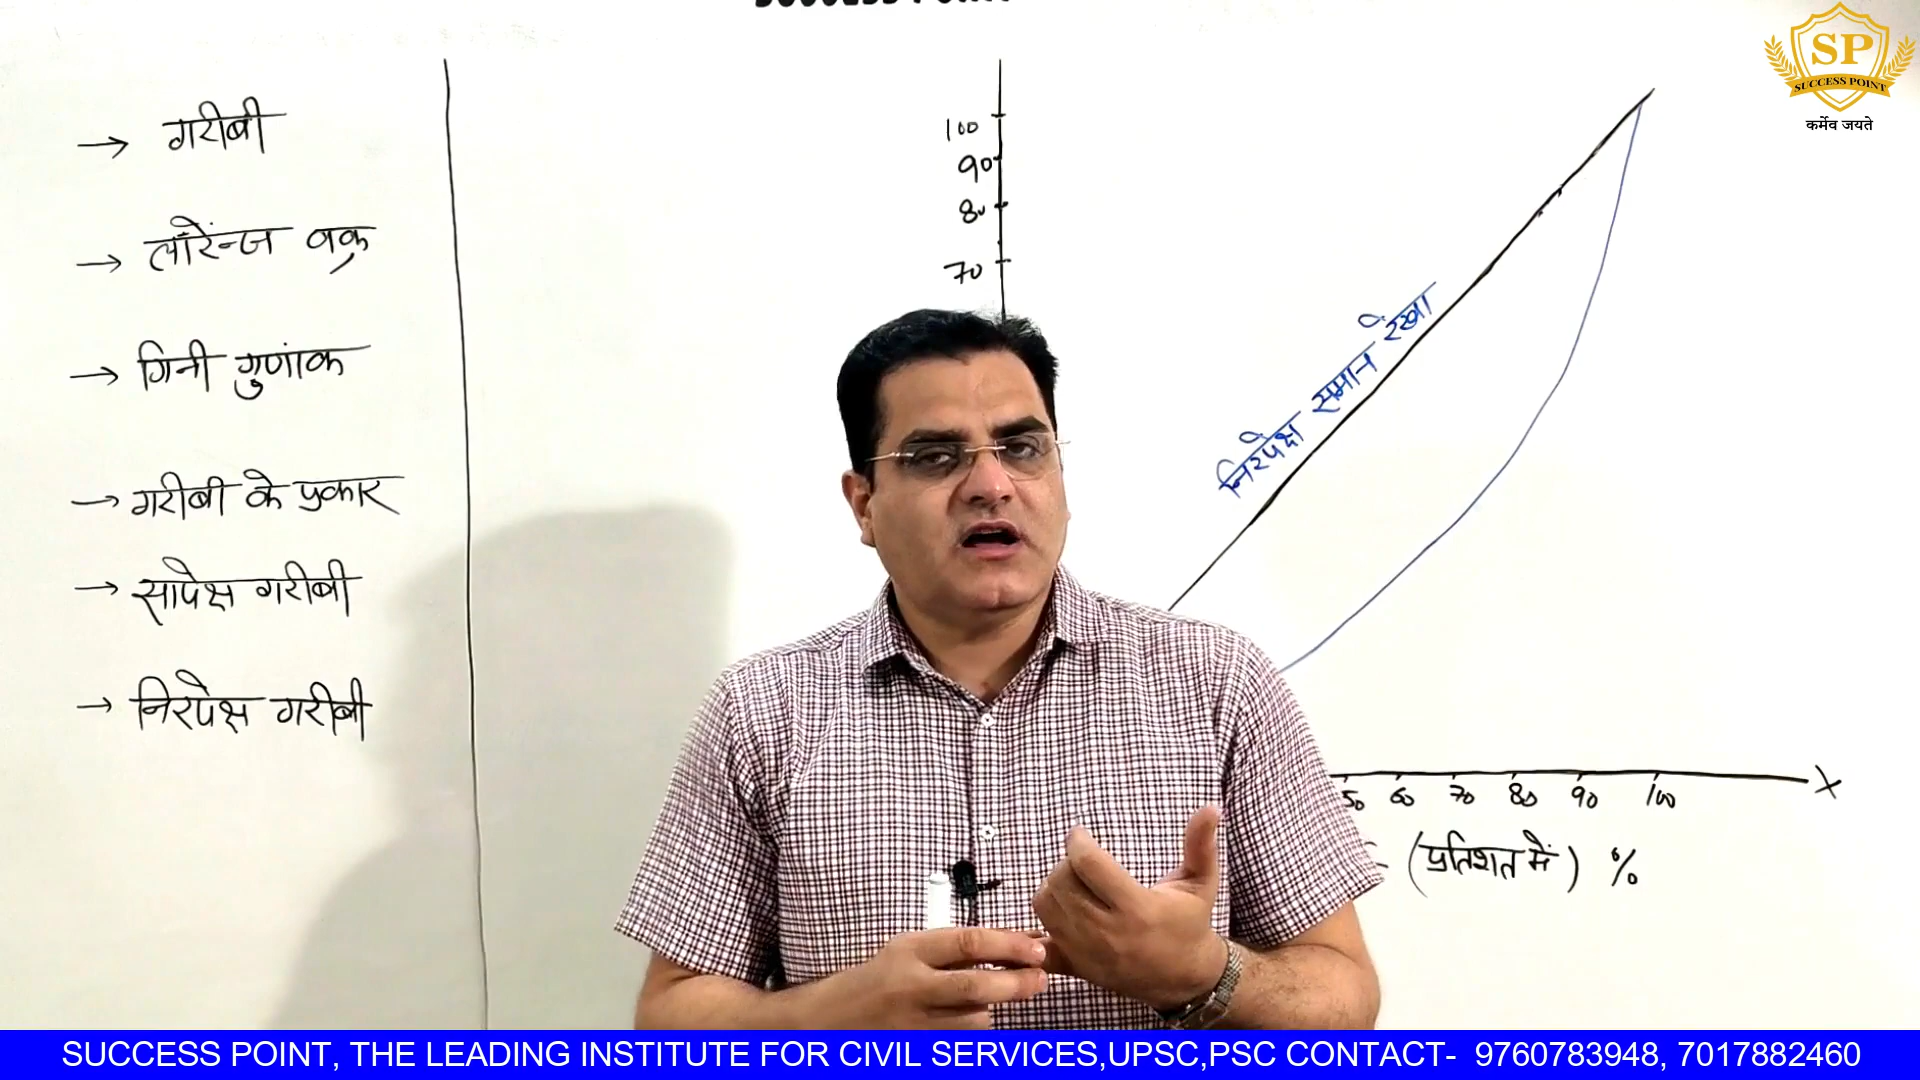 SP
SUCCESS POINT
कर्मेव जयते
→ गरीबी
→ लॉरेन्ज वक्र
→ गिनी गुणांक
→ गरीबी के प्रकार
→ सापेक्ष गरीबी
→ निरपेक्ष गरीबी
100
90
80
70
निरपेक्ष समान रेखा
50 60 70 80 90 100 X
(प्रतिशत में) %
SUCCESS POINT, THE LEADING INSTITUTE FOR CIVIL SERVICES,UPSC,PSC CONTACT- 9760783948, 7017882460